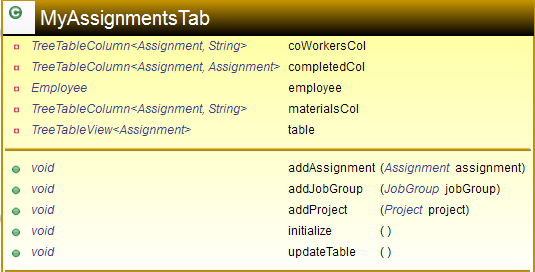 C MyAssignmentsTab
TreeTableColumn<Assignment, String> coWorkersCol
TreeTableColumn<Assignment, Assignment> completedCol
Employee employee
TreeTableColumn<Assignment, String> materialsCol
TreeTableView<Assignment> table
void addAssignment (Assignment assignment)
void addJobGroup (JobGroup jobGroup)
void addProject (Project project)
void initialize ( )
void updateTable ( )